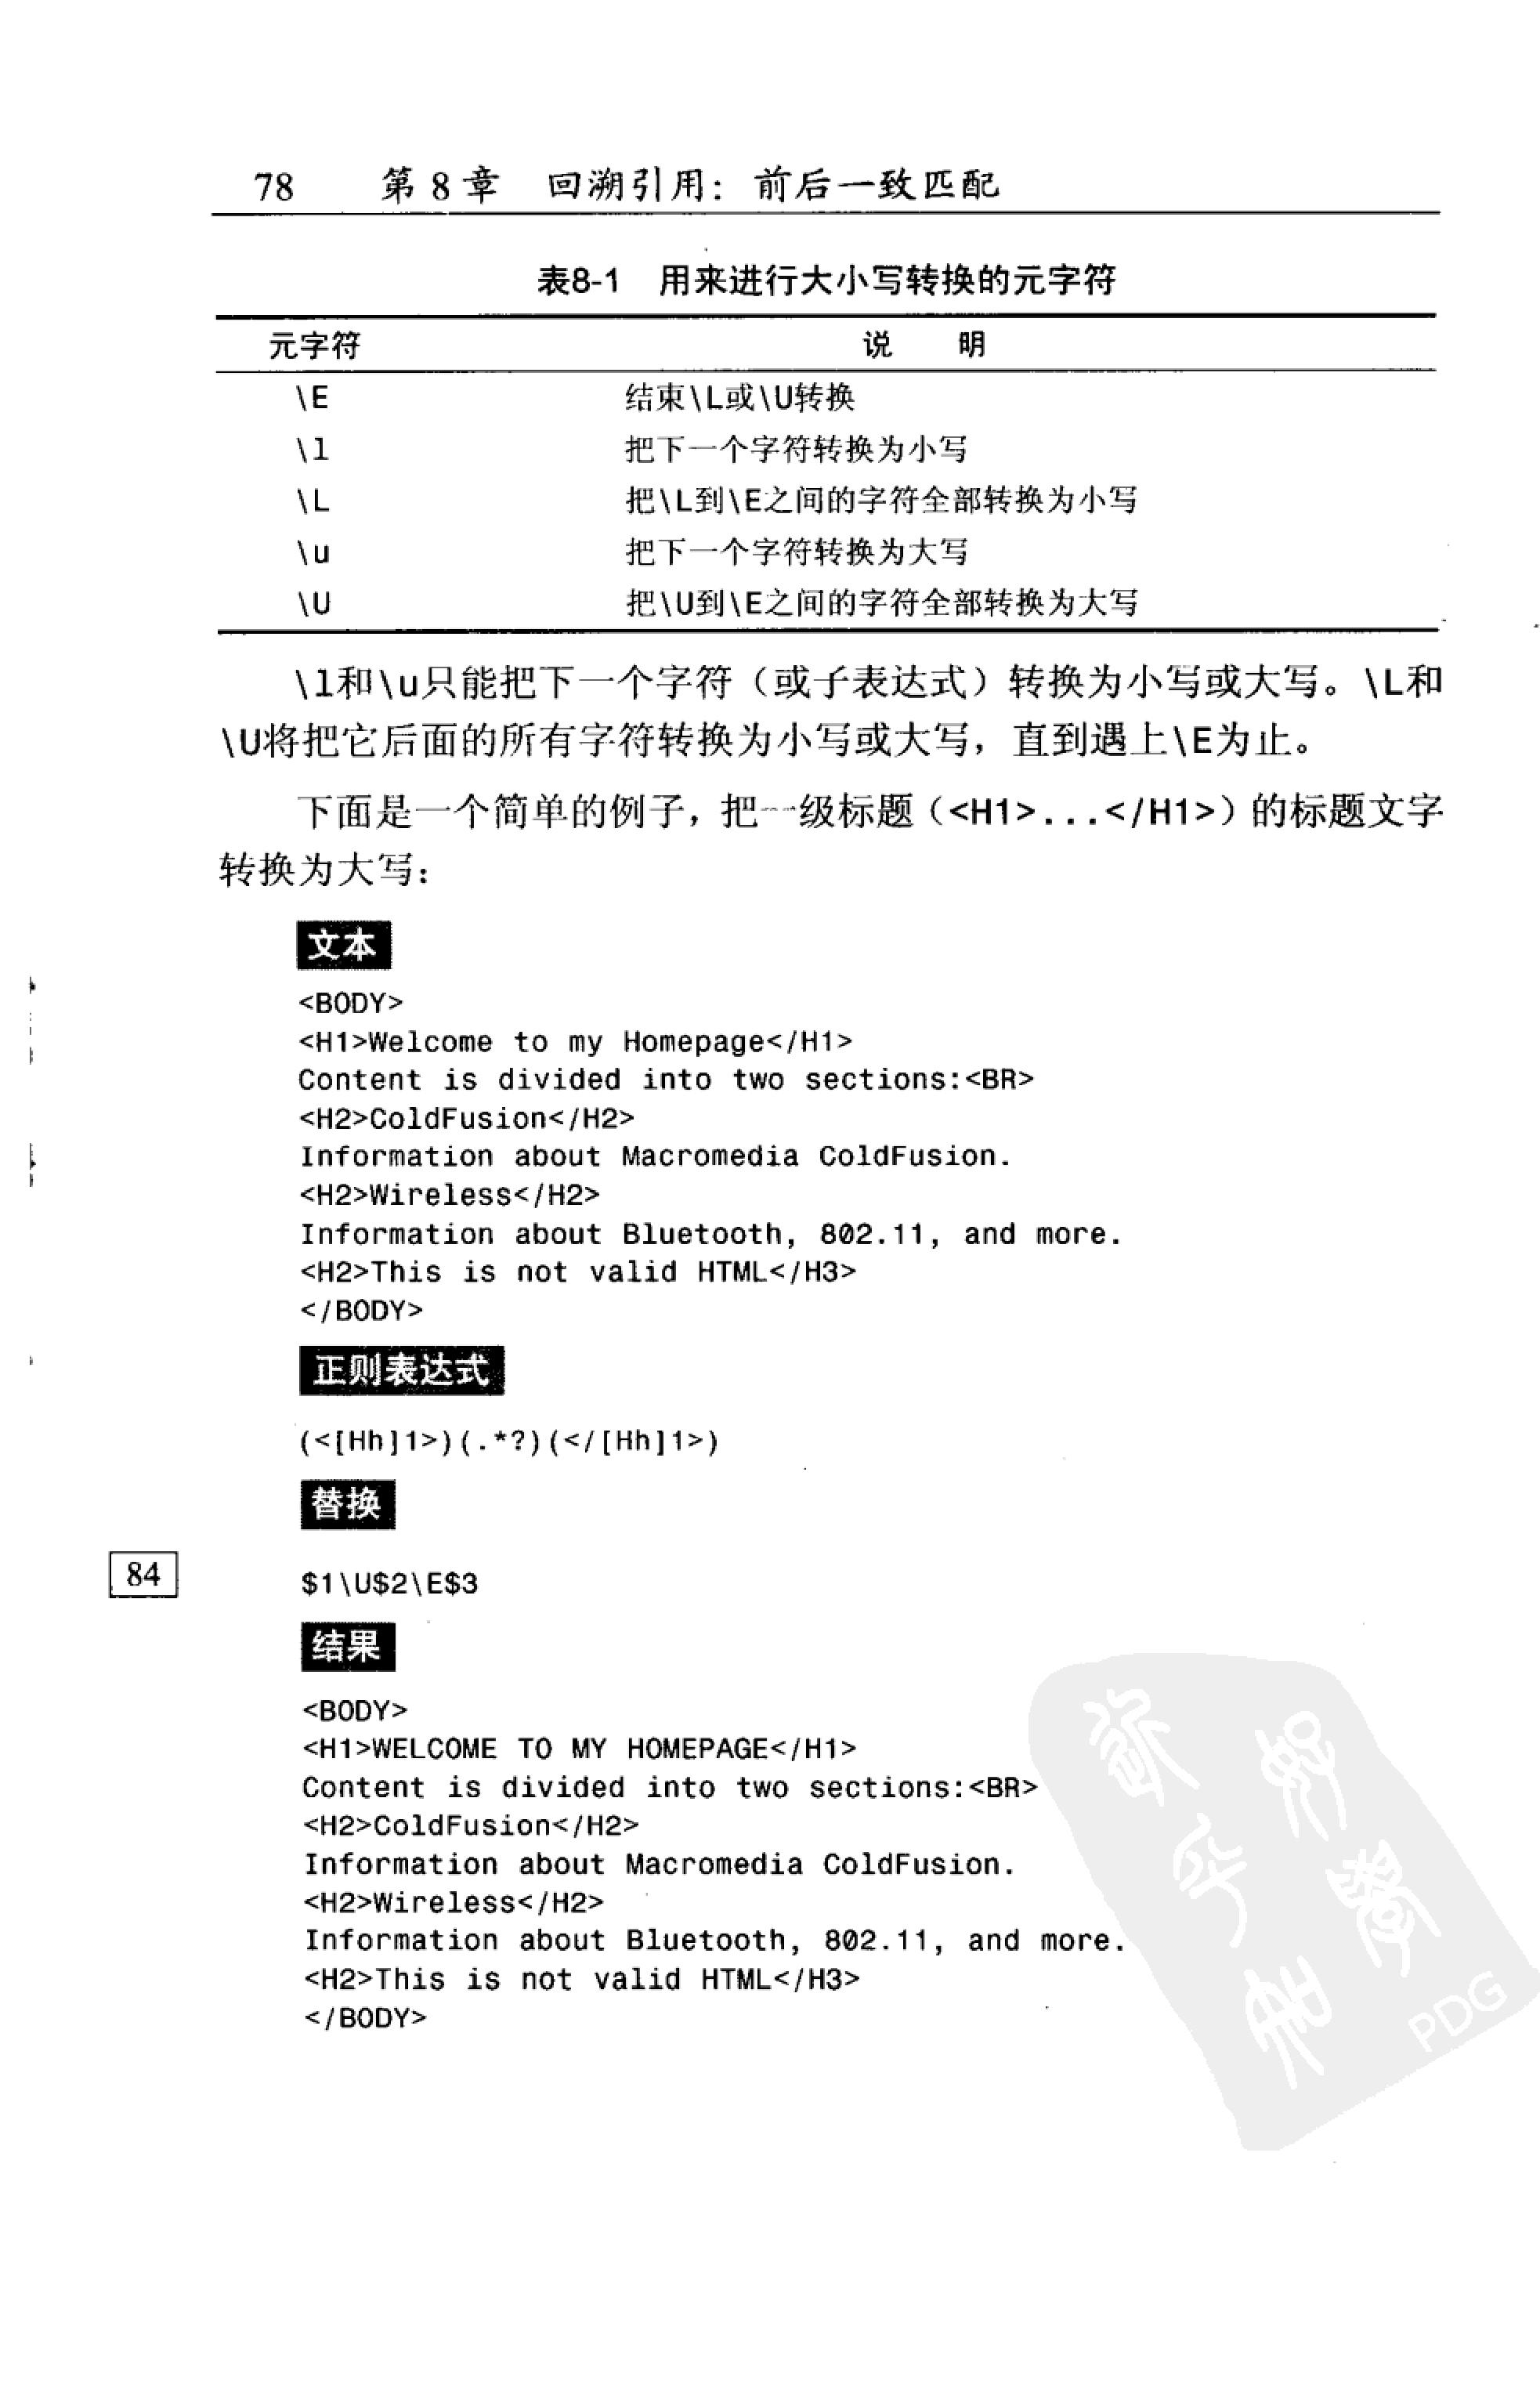 78 第 8 章 回溯引用：前后一致匹配
表8-1 用来进行大小写转换的元字符
元字符 说 明
\E 结束\L或\U转换
\l 把下一个字符转换为小写
\L 把\L到\E之间的字符全部转换为小写
\u 把下一个字符转换为大写
\U 把\U到\E之间的字符全部转换为大写
\l和\u只能把下一个字符（或子表达式）转换为小写或大写。\L和
\U将把它后面的所有字符转换为小写或大写，直到遇上\E为止。
下面是一个简单的例子，把一级标题（<H1>...</H1>）的标题文字
转换为大写：
文本
<BODY>
<H1>Welcome to my Homepage</H1>
Content is divided into two sections:<BR>
<H2>ColdFusion</H2>
Information about Macromedia ColdFusion.
<H2>Wireless</H2>
Information about Bluetooth, 802.11, and more.
<H2>This is not valid HTML</H3>
</BODY>
正则表达式
(<[Hh]1>)(.*?)(</[Hh]1>)
替换
84
$1\U$2\E$3
结果
<BODY>
<H1>WELCOME TO MY HOMEPAGE</H1>
Content is divided into two sections:<BR>
<H2>ColdFusion</H2>
Information about Macromedia ColdFusion.
<H2>Wireless</H2>
Information about Bluetooth, 802.11, and more.
<H2>This is not valid HTML</H3>
</BODY>
PDG